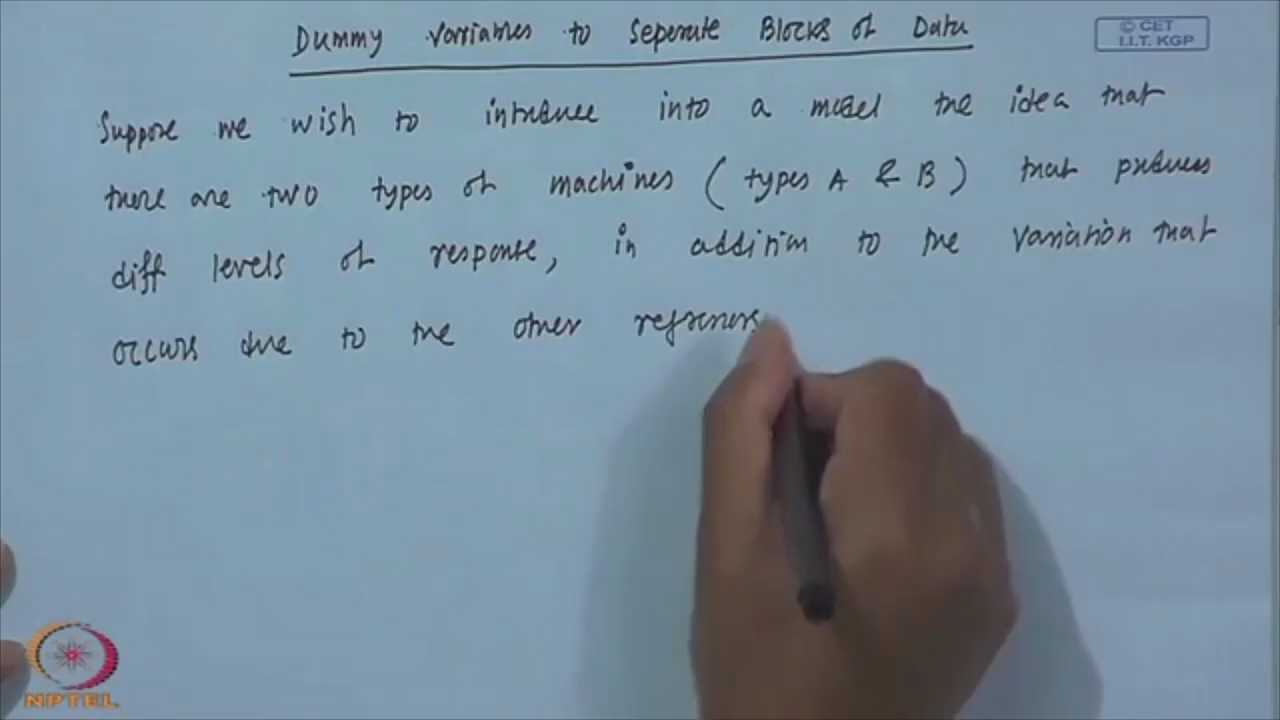 Dummy Variables to Seperate Blocks of Data
© CET
I.I.T. KGP
Suppose we wish to introduce into a model the idea that
there are two types of machines ( types A & B ) that produces
diff levels of response, in addition to the variation that
occurs due to the other
NPTEL